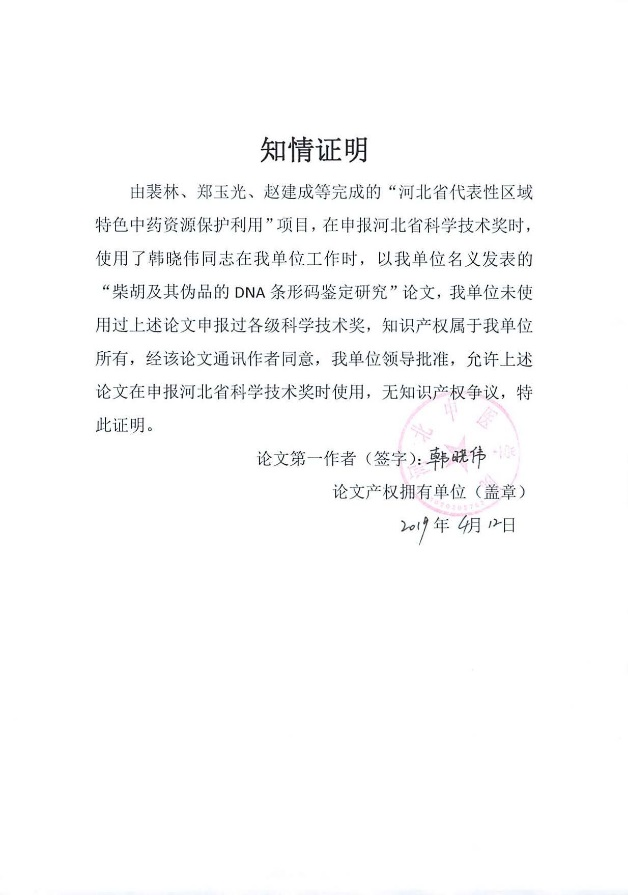 知情证明
由裴林、郑玉光、赵建成等完成的“河北省代表性区域
特色中药资源保护利用”项目，在申报河北省科学技术奖时，
使用了韩晓伟同志在我单位工作时，以我单位名义发表的
“柴胡及其伪品的 DNA 条形码鉴定研究”论文，我单位未使
用过上述论文申报过各级科学技术奖，知识产权属于我单位
所有，经该论文通讯作者同意，我单位领导批准，允许上述
论文在申报河北省科学技术奖时使用，无知识产权争议，特
此证明。
论文第一作者（签字）：韩晓伟
论文产权拥有单位（盖章）
2019年 4月 12日
河北中医学院